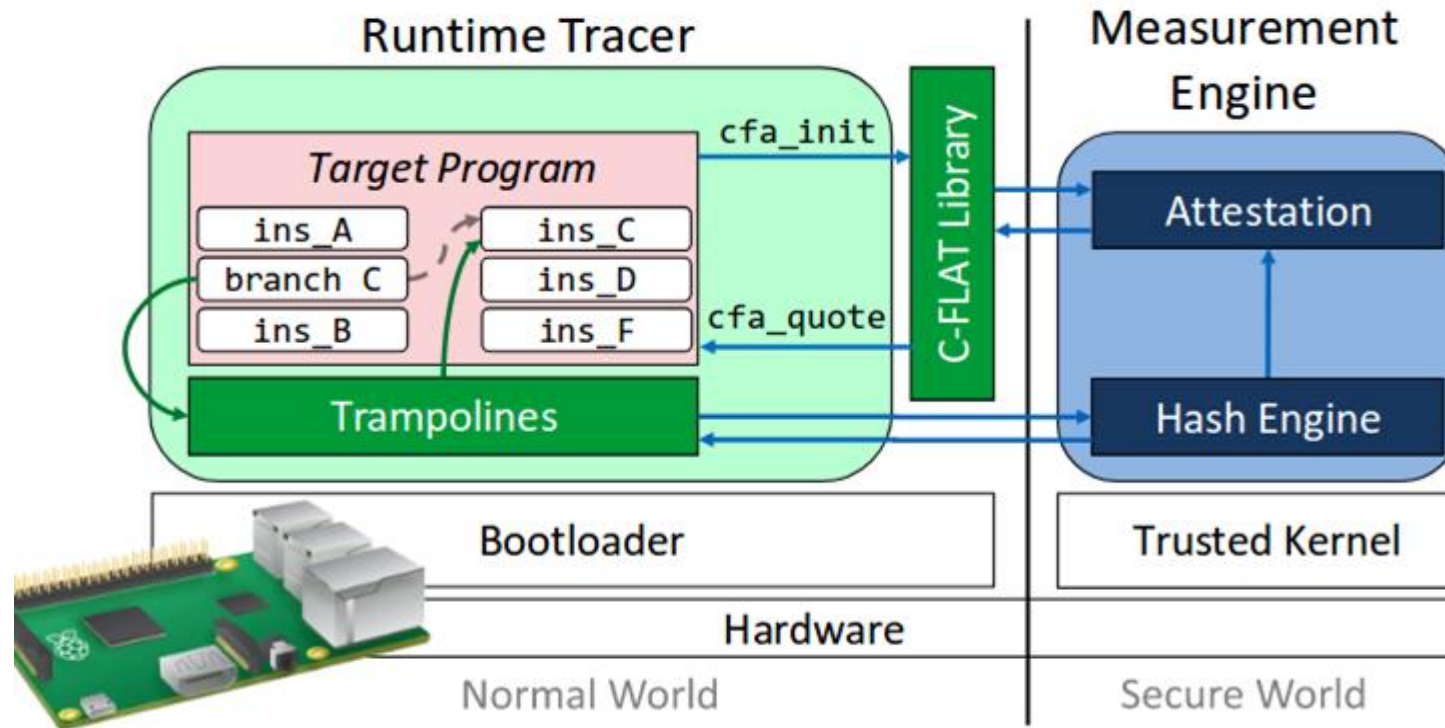 Runtime Tracer
Measurement
Engine
cfa_init
Target Program
ins_A
ins_C
branch C
ins_D
ins_B
ins_F
cfa_quote
C-FLAT Library
Attestation
Trampolines
Hash Engine
Bootloader
Trusted Kernel
Hardware
Normal World
Secure World